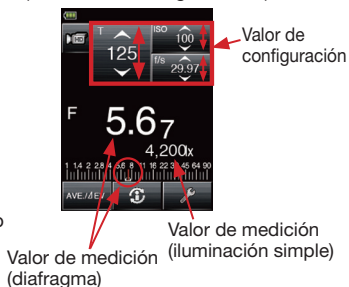 T
125
ISO
100
f/s
29.97
HD
Valor de
configuración
F
5.67
4,200lx
1 1.4 2 2.8 4 5.6 8 11 16 22 32 45 64 90
AVE./⊿EV
o
Valor de medición
(iluminación simple)
Valor de medición
(diafragma)